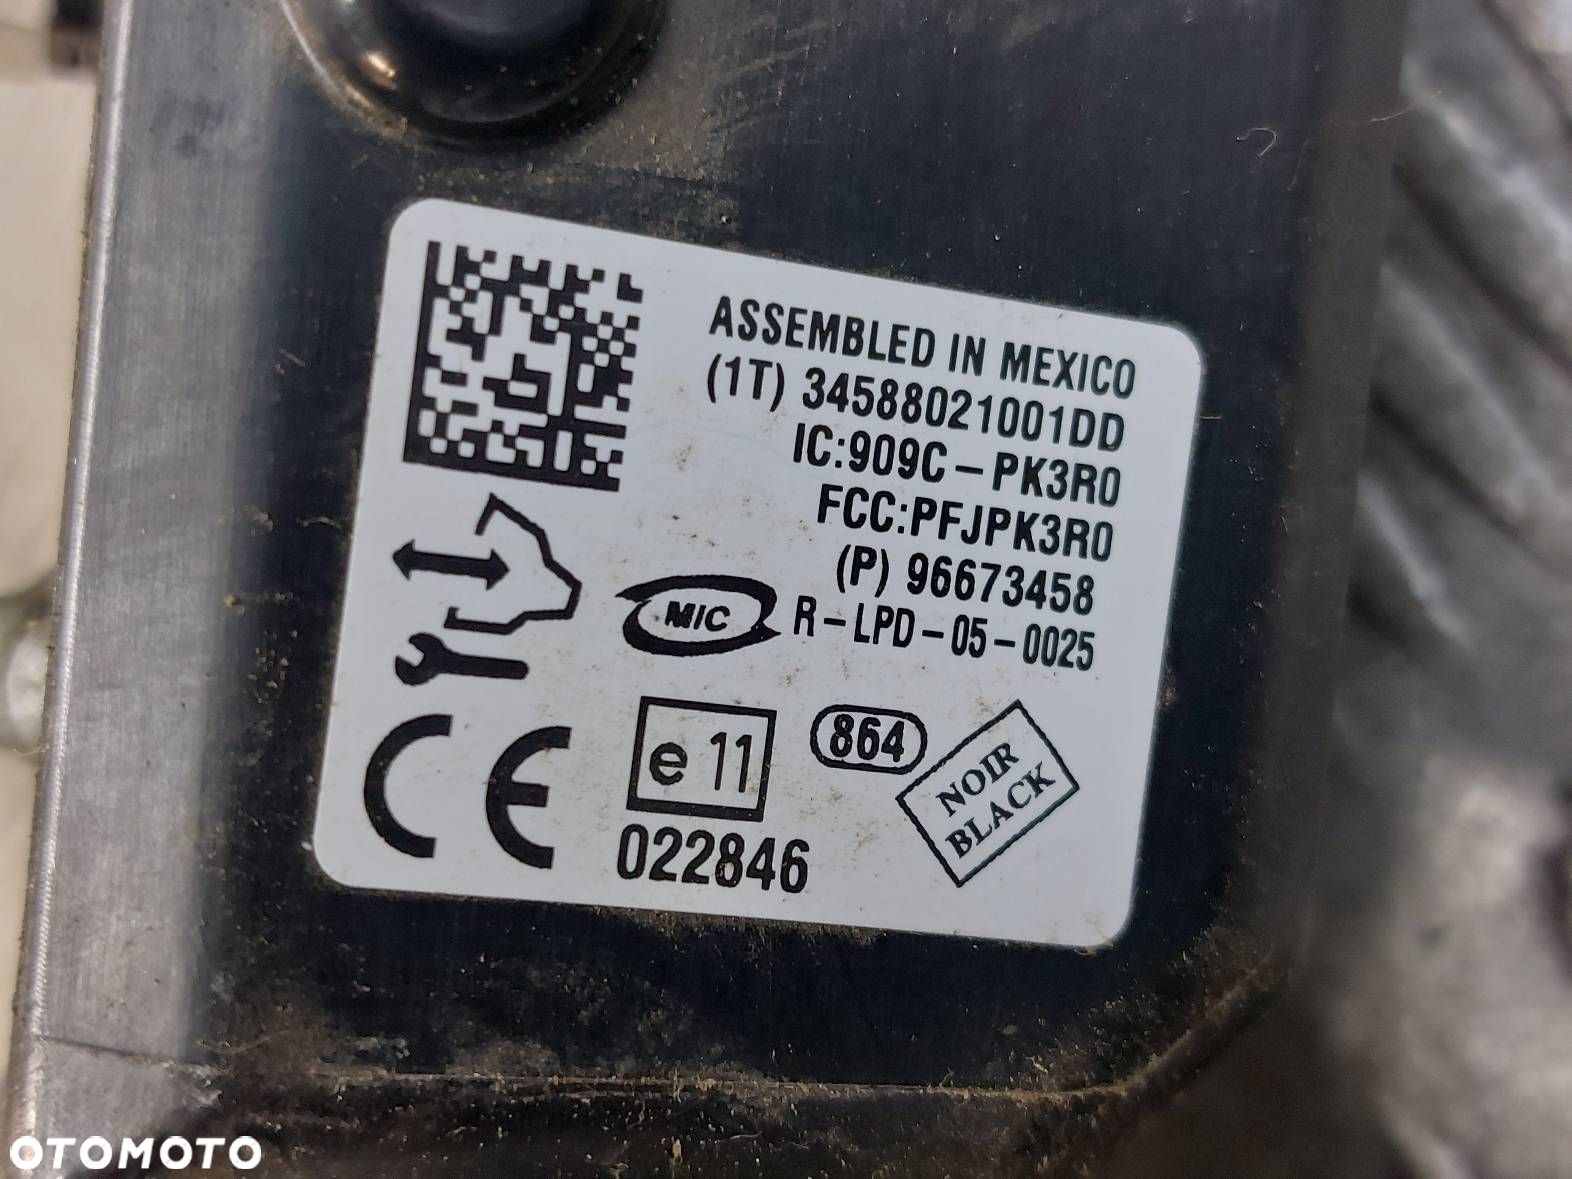 ASSEMBLED IN MEXICO
(1T) 34588021001DD
IC:909C-PK3R0
FCC:PFJPK3R0
(P) 96673458
MIC R-LPD-05-0025
CE e 11 864 NOIR
BLACK
022846
OTOMOTO